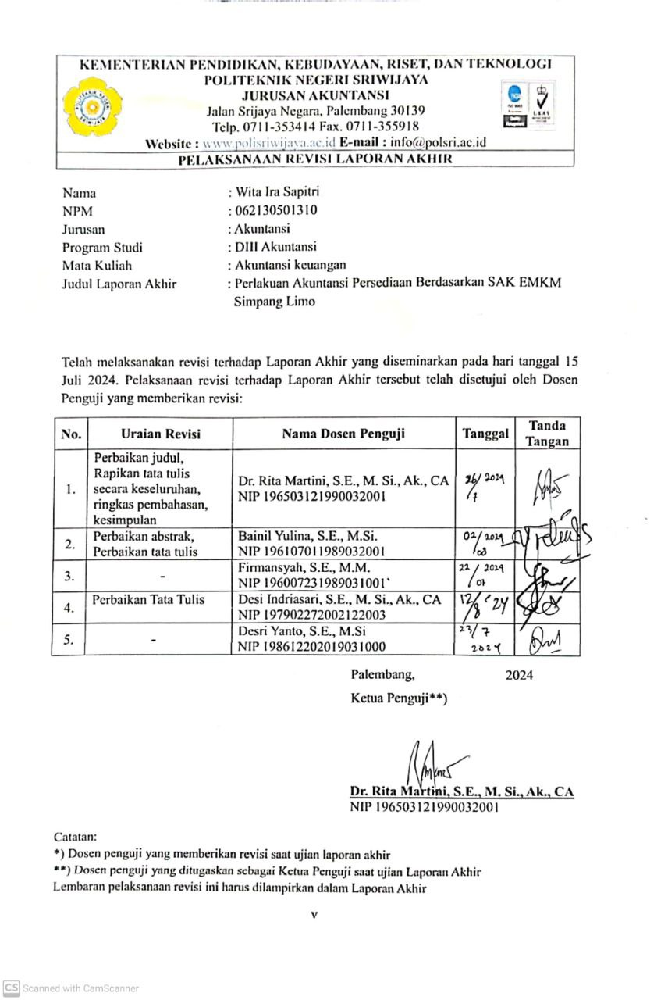 KEMENTERIAN PENDIDIKAN, KEBUDAYAAN, RISET, DAN TEKNOLOGI
POLITEKNIK NEGERI SRIWIJAYA
JURUSAN AKUNTANSI
Jalan Srijaya Negara, Palembang 30139
Telp. 0711-353414 Fax. 0711-355918
Website : www.polisriwijaya.ac.id E-mail : info@polsri.ac.id
PELAKSANAAN REVISI LAPORAN AKHIR
Nama : Wita Ira Sapitri
NPM : 062130501310
Jurusan : Akuntansi
Program Studi : DIII Akuntansi
Mata Kuliah : Akuntansi keuangan
Judul Laporan Akhir : Perlakuan Akuntansi Persediaan Berdasarkan SAK EMKM
Simpang Limo
Telah melaksanakan revisi terhadap Laporan Akhir yang diseminarkan pada hari tanggal 15
Juli 2024. Pelaksanaan revisi terhadap Laporan Akhir tersebut telah disetujui oleh Dosen
Penguji yang memberikan revisi:
No. Uraian Revisi Nama Dosen Penguji Tanggal Tanda
Tangan
1. Perbaikan judul,
Rapikan tata tulis
secara keseluruhan,
ringkas pembahasan,
kesimpulan
Dr. Rita Martini, S.E., M. Si., Ak., CA
NIP 196503121990032001
26/7 2024
2. Perbaikan abstrak,
Perbaikan tata tulis
Bainil Yulina, S.E., M.Si.
NIP 196107011989032001
02/08 2024
3. -
Firmansyah, S.E., M.M.
NIP 196007231989031001
22/07 2024
4. Perbaikan Tata Tulis
Desi Indriasari, S.E., M. Si., Ak., CA
NIP 197902272002122003
12/8 '24
5. -
Desri Yanto, S.E., M.Si
NIP 198612202019031000
23/7
2024
Palembang, 2024
Ketua Penguji**)
Dr. Rita Martini, S.E., M. Si., Ak., CA
NIP 196503121990032001
Catatan:
*) Dosen penguji yang memberikan revisi saat ujian laporan akhir
**) Dosen penguji yang ditugaskan sebagai Ketua Penguji saat ujian Laporan Akhir
Lembaran pelaksanaan revisi ini harus dilampirkan dalam Laporan Akhir
v
CS Scanned with CamScanner